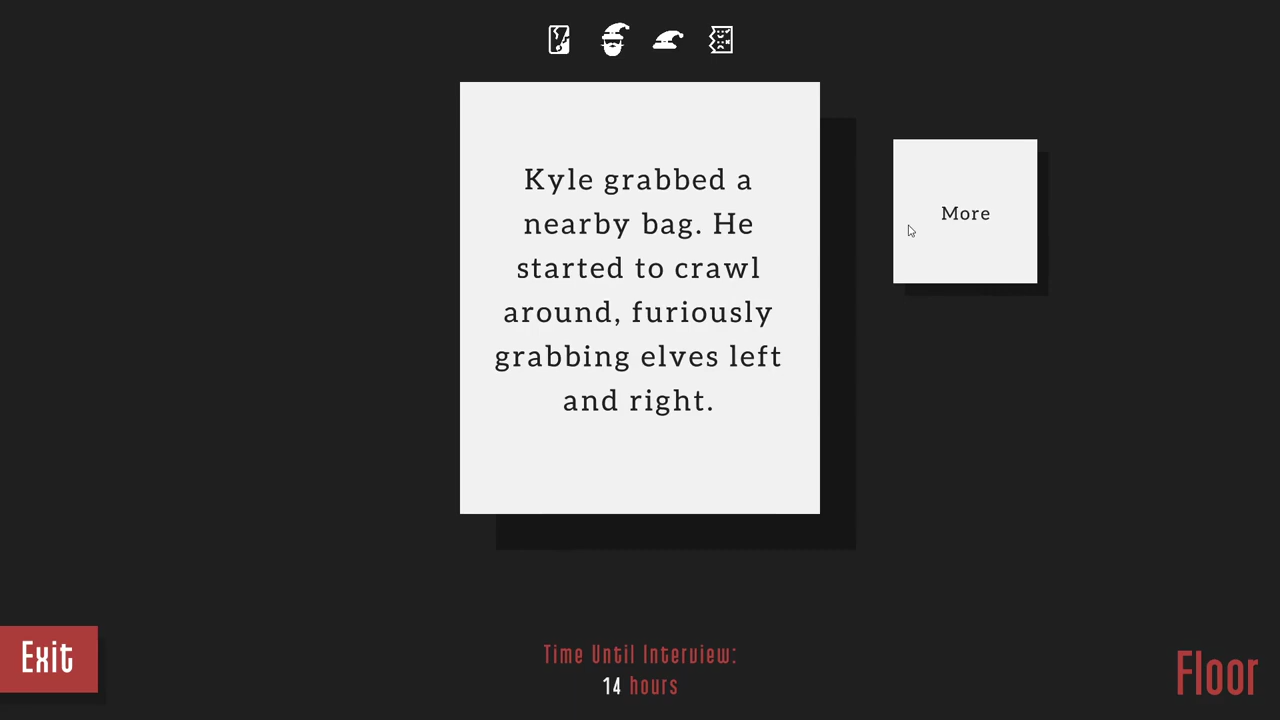 Kyle grabbed a
nearby bag. He
started to crawl
around, furiously
grabbing elves left
and right.
More
Exit
Time Until Interview:
14 hours
Floor